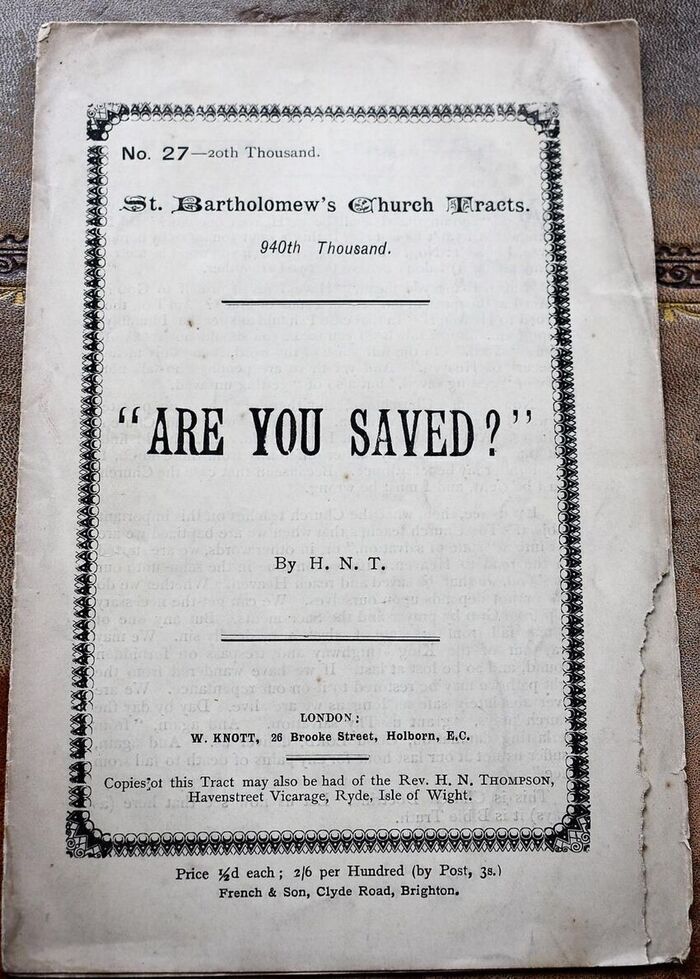 No. 27—20th Thousand.
St. Bartholomew's Church Tracts.
940th Thousand.
"ARE YOU SAVED?"
By H. N. T.
LONDON:
W. KNOTT, 26 Brooke Street, Holborn, E.C.
Copies of this Tract may also be had of the Rev. H. N. THOMPSON,
Havenstreet Vicarage, Ryde, Isle of Wight.
Price ½d each; 2/6 per Hundred (by Post, 3s.)
French & Son, Clyde Road, Brighton.